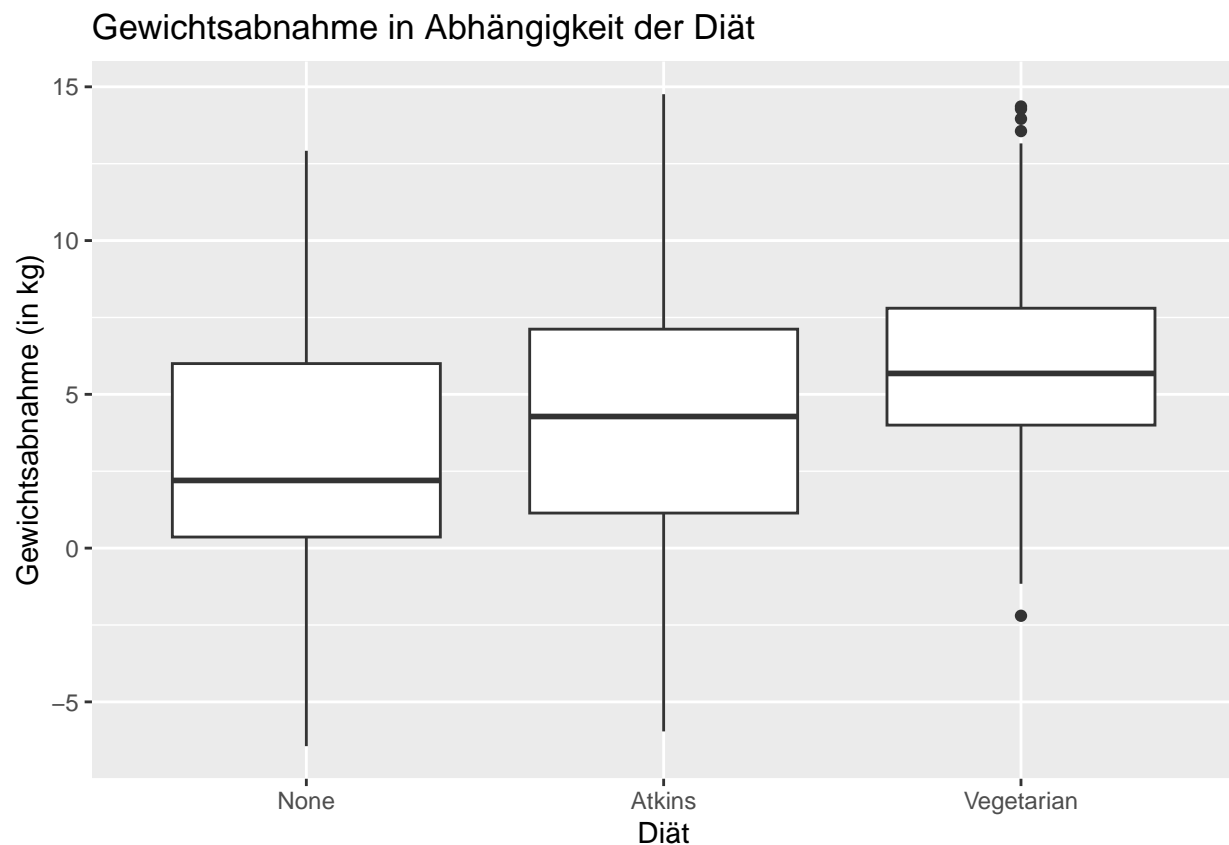 Gewichtsabnahme in Abhängigkeit der Diät
15
10
5
0
−5
Gewichtsabnahme (in kg)
None Atkins Vegetarian
Diät